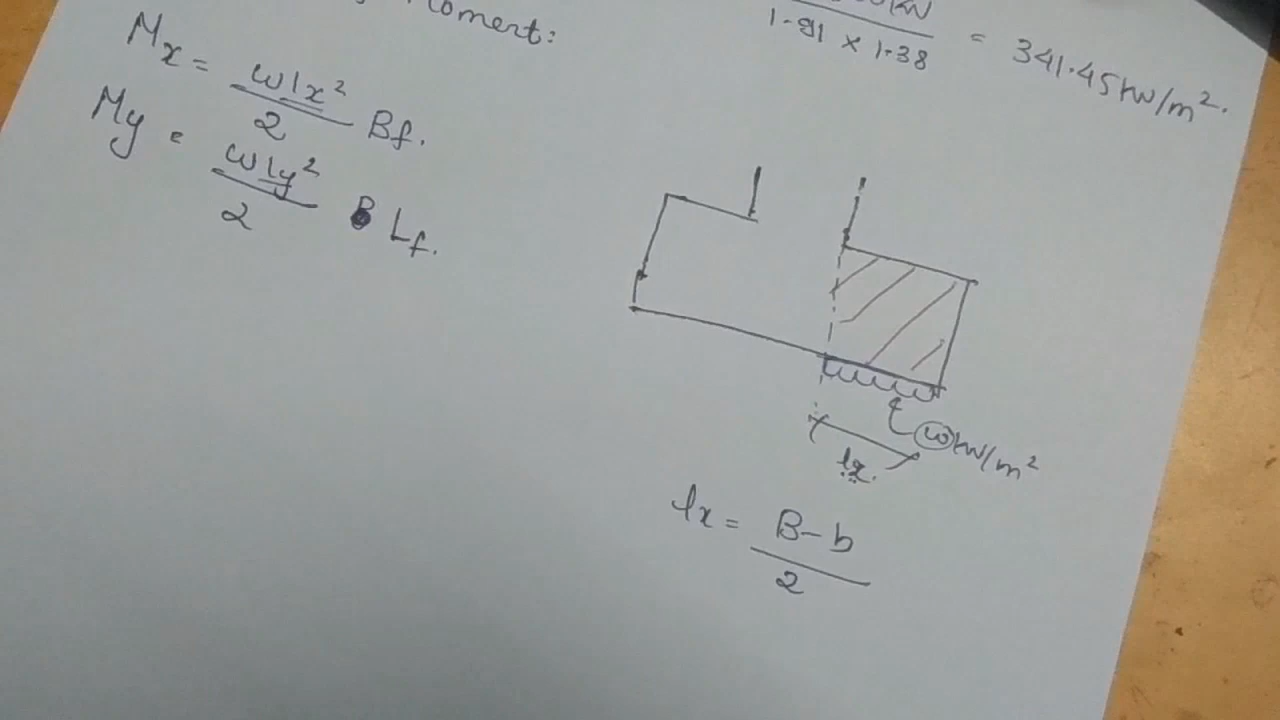 Moment:
Mx = wlx²/2 Bf.
My = wly²/2 Lf.
kN / 1.91 × 1.38 = 341.45 kN/m².
w kN/m²
lx.
lx = B-b/2